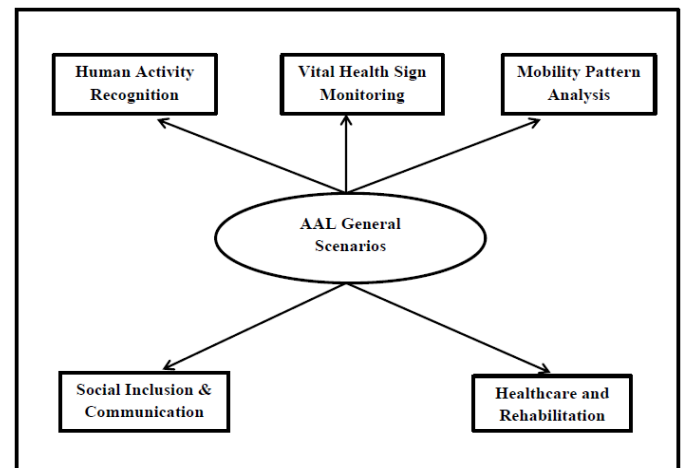 Human Activity
Recognition
Vital Health Sign
Monitoring
Mobility Pattern
Analysis
AAL General
Scenarios
Social Inclusion &
Communication
Healthcare and
Rehabilitation